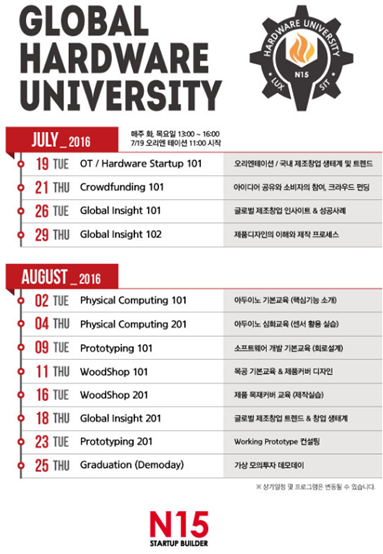 GLOBAL
HARDWARE
UNIVERSITY
HARDWARE UNIVERSITY
N15
LUX SIT
JULY_2016
매주 화, 목요일 13:00 ~ 16:00
7/19 오리엔 테이션 11:00 시작
19 TUE OT / Hardware Startup 101 오리엔테이션 / 국내 제조창업 생태계 및 트렌드
21 THU Crowdfunding 101 아이디어 공유와 소비자의 참여, 크라우드 펀딩
26 TUE Global Insight 101 글로벌 제조창업 인사이트 & 성공사례
29 THU Global Insight 102 제품디자인의 이해와 제작 프로세스
AUGUST_2016
02 TUE Physical Computing 101 아두이노 기본교육 (핵심기능 소개)
04 THU Physical Computing 201 아두이노 심화교육 (센서 활용 실습)
09 TUE Prototyping 101 소프트웨어 개발 기본교육 (회로설계)
11 THU WoodShop 101 목공 기본교육 & 제품커버 디자인
16 TUE WoodShop 201 제품 목재커버 교육 (제작실습)
18 THU Global Insight 201 글로벌 제조창업 트렌드 & 창업 생태계
23 TUE Prototyping 201 Working Prototype 컨설팅
25 THU Graduation (Demoday) 가상 모의투자 데모데이
※ 상기일정 및 프로그램은 변동될 수 있습니다.
N15
STARTUP BUILDER